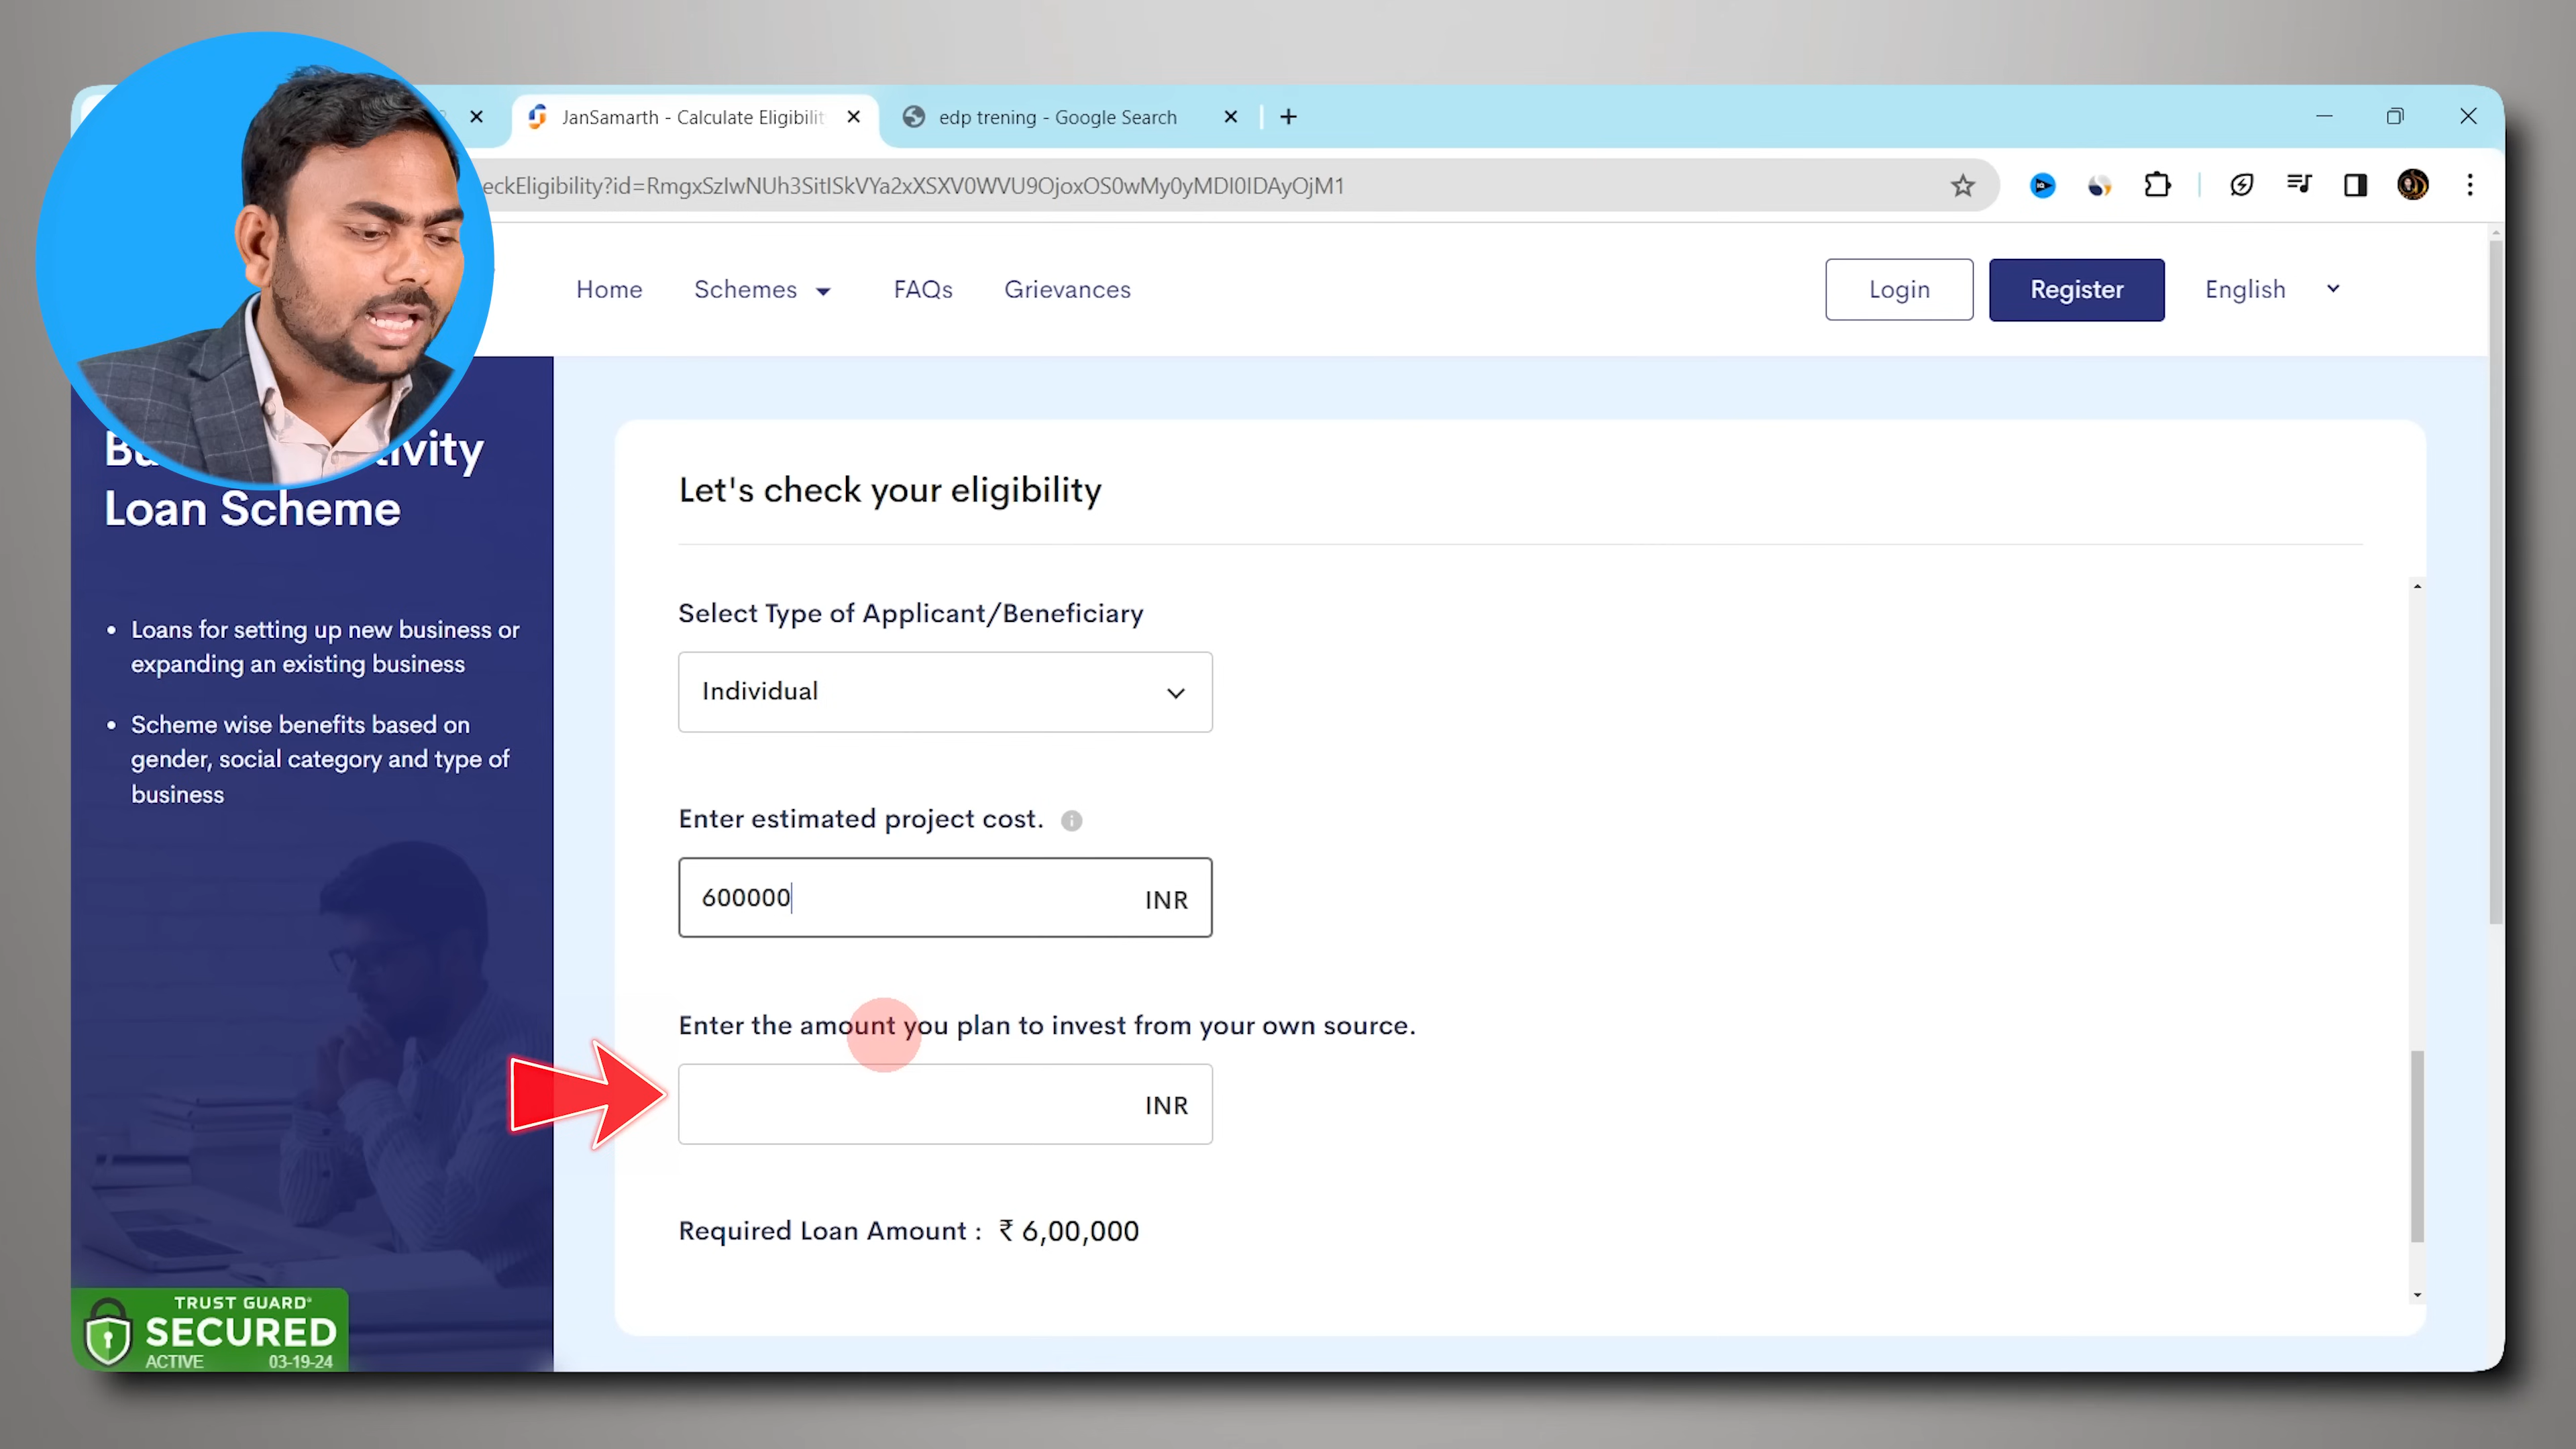 JanSamarth - Calculate Eligibilit
edp trening - Google Search
eckEligibility?id=RmgxSzIwNUh3SitISkVYa2xXSXV0WVU9OjoxOS0wMy0yMDI0IDAyOjM1
Home
Schemes
FAQs
Grievances
Login
Register
English
Loan Scheme
Loans for setting up new business or
expanding an existing business
Scheme wise benefits based on
gender, social category and type of
business
TRUST GUARD®
SECURED
ACTIVE 03-19-24
Let's check your eligibility
Select Type of Applicant/Beneficiary
Individual
Enter estimated project cost.
600000 INR
Enter the amount you plan to invest from your own source.
INR
Required Loan Amount : ₹ 6,00,000